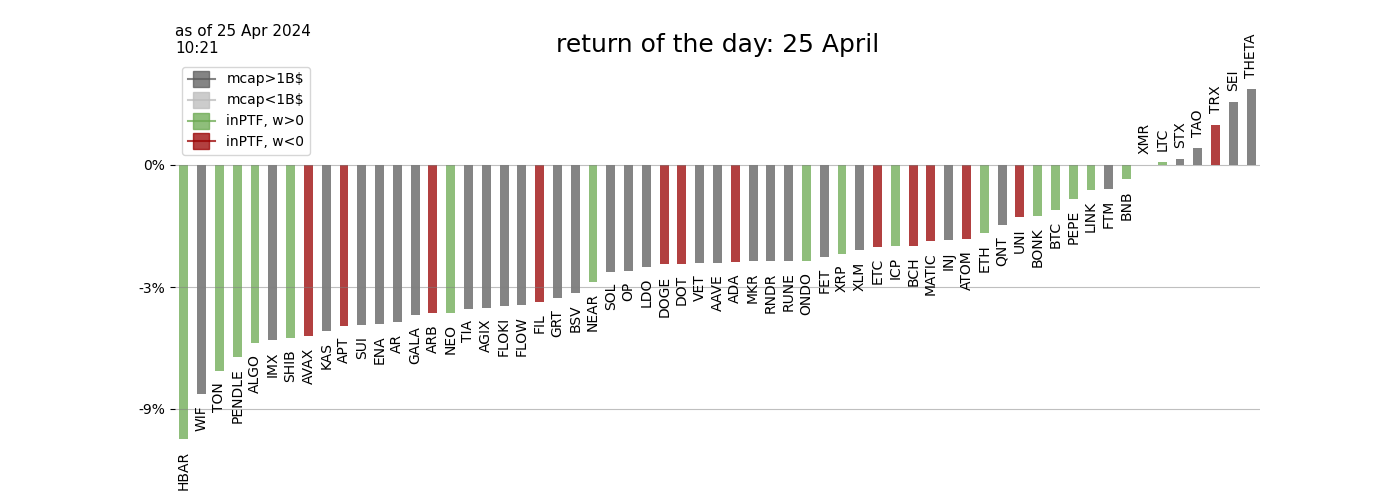 as of 25 Apr 2024
10:21
return of the day: 25 April
mcap>1B$
mcap<1B$
inPTF, w>0
inPTF, w<0
0%
-3%
-9%
HBAR
WIF
TON
PENDLE
ALGO
IMX
SHIB
AVAX
KAS
APT
SUI
ENA
AR
GALA
ARB
NEO
TIA
AGIX
FLOKI
FLOW
FIL
GRT
BSV
NEAR
SOL
OP
LDO
DOGE
DOT
VET
AAVE
ADA
MKR
RNDR
RUNE
ONDO
FET
XRP
XLM
ETC
ICP
BCH
MATIC
INJ
ATOM
ETH
QNT
UNI
BONK
BTC
PEPE
LINK
FTM
BNB
XMR
LTC
STX
TAO
TRX
SEI
THETA